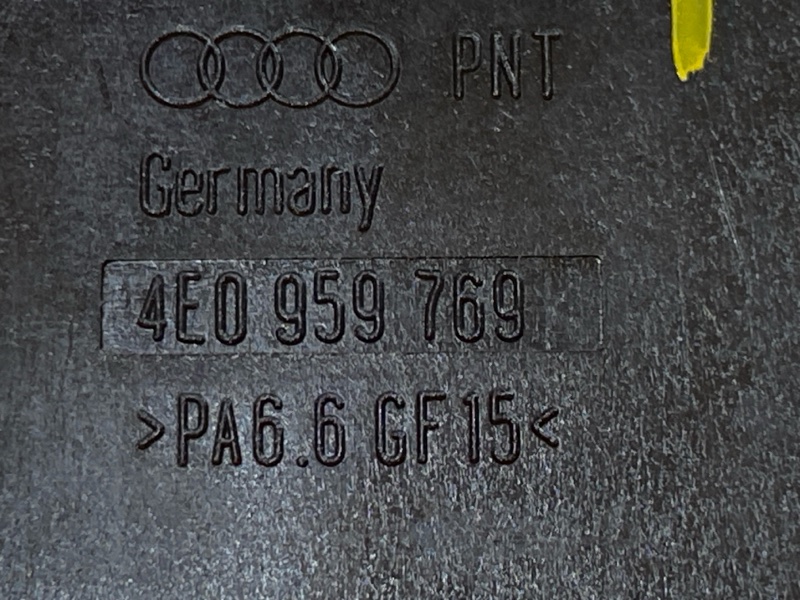 PNT
Germany
4E0 959 769
>PA6.6 GF15<